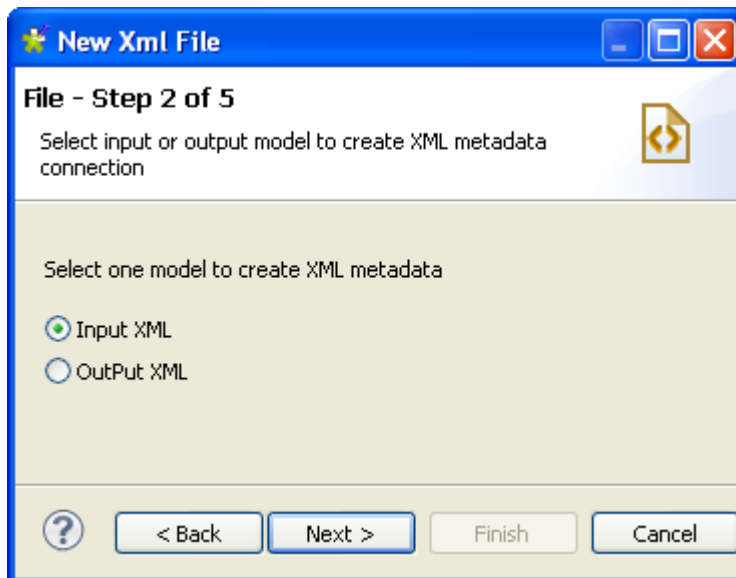 New Xml File
File - Step 2 of 5
Select input or output model to create XML metadata
connection
Select one model to create XML metadata
Input XML
OutPut XML
? < Back Next > Finish Cancel